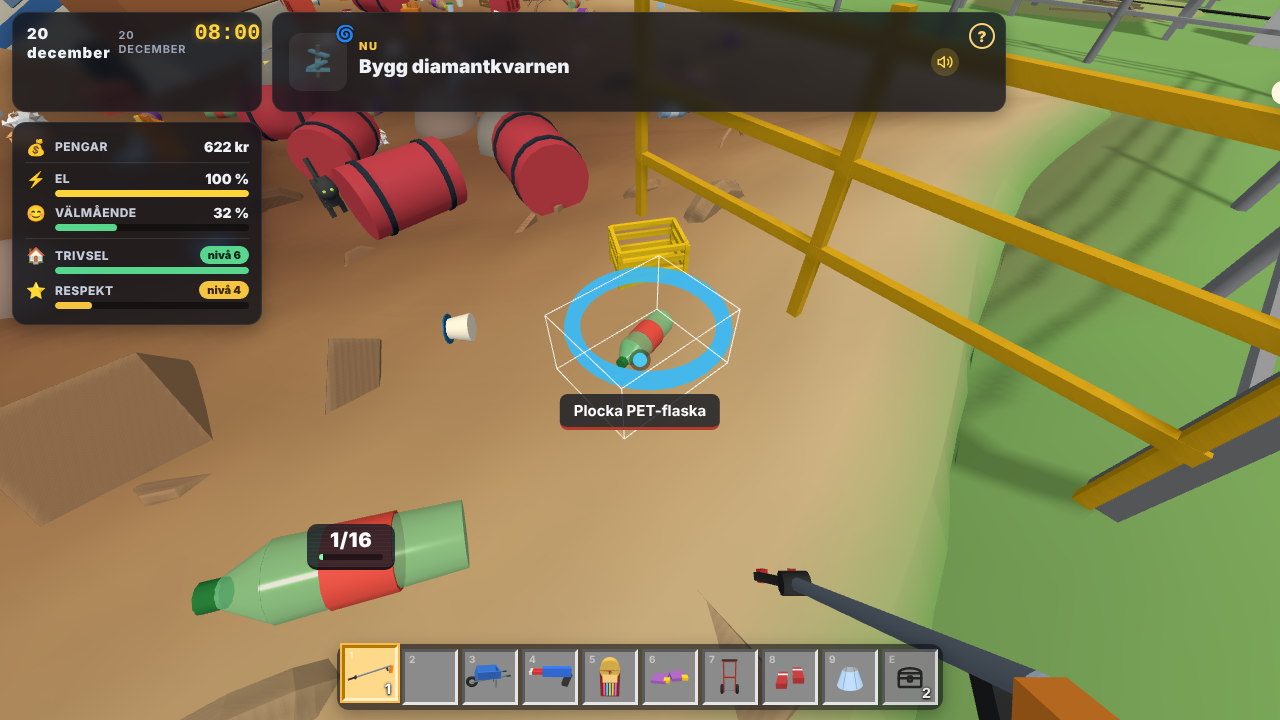 20 december
20 DECEMBER
08:00
NU
Bygg diamantkvarnen
?
PENGAR 622 kr
EL 100 %
VÄLMÅENDE 32 %
TRIVSEL nivå 6
RESPEKT nivå 4
Plocka PET-flaska
1/16
1 1
2
3
4
5
6
7
8
9
E 2